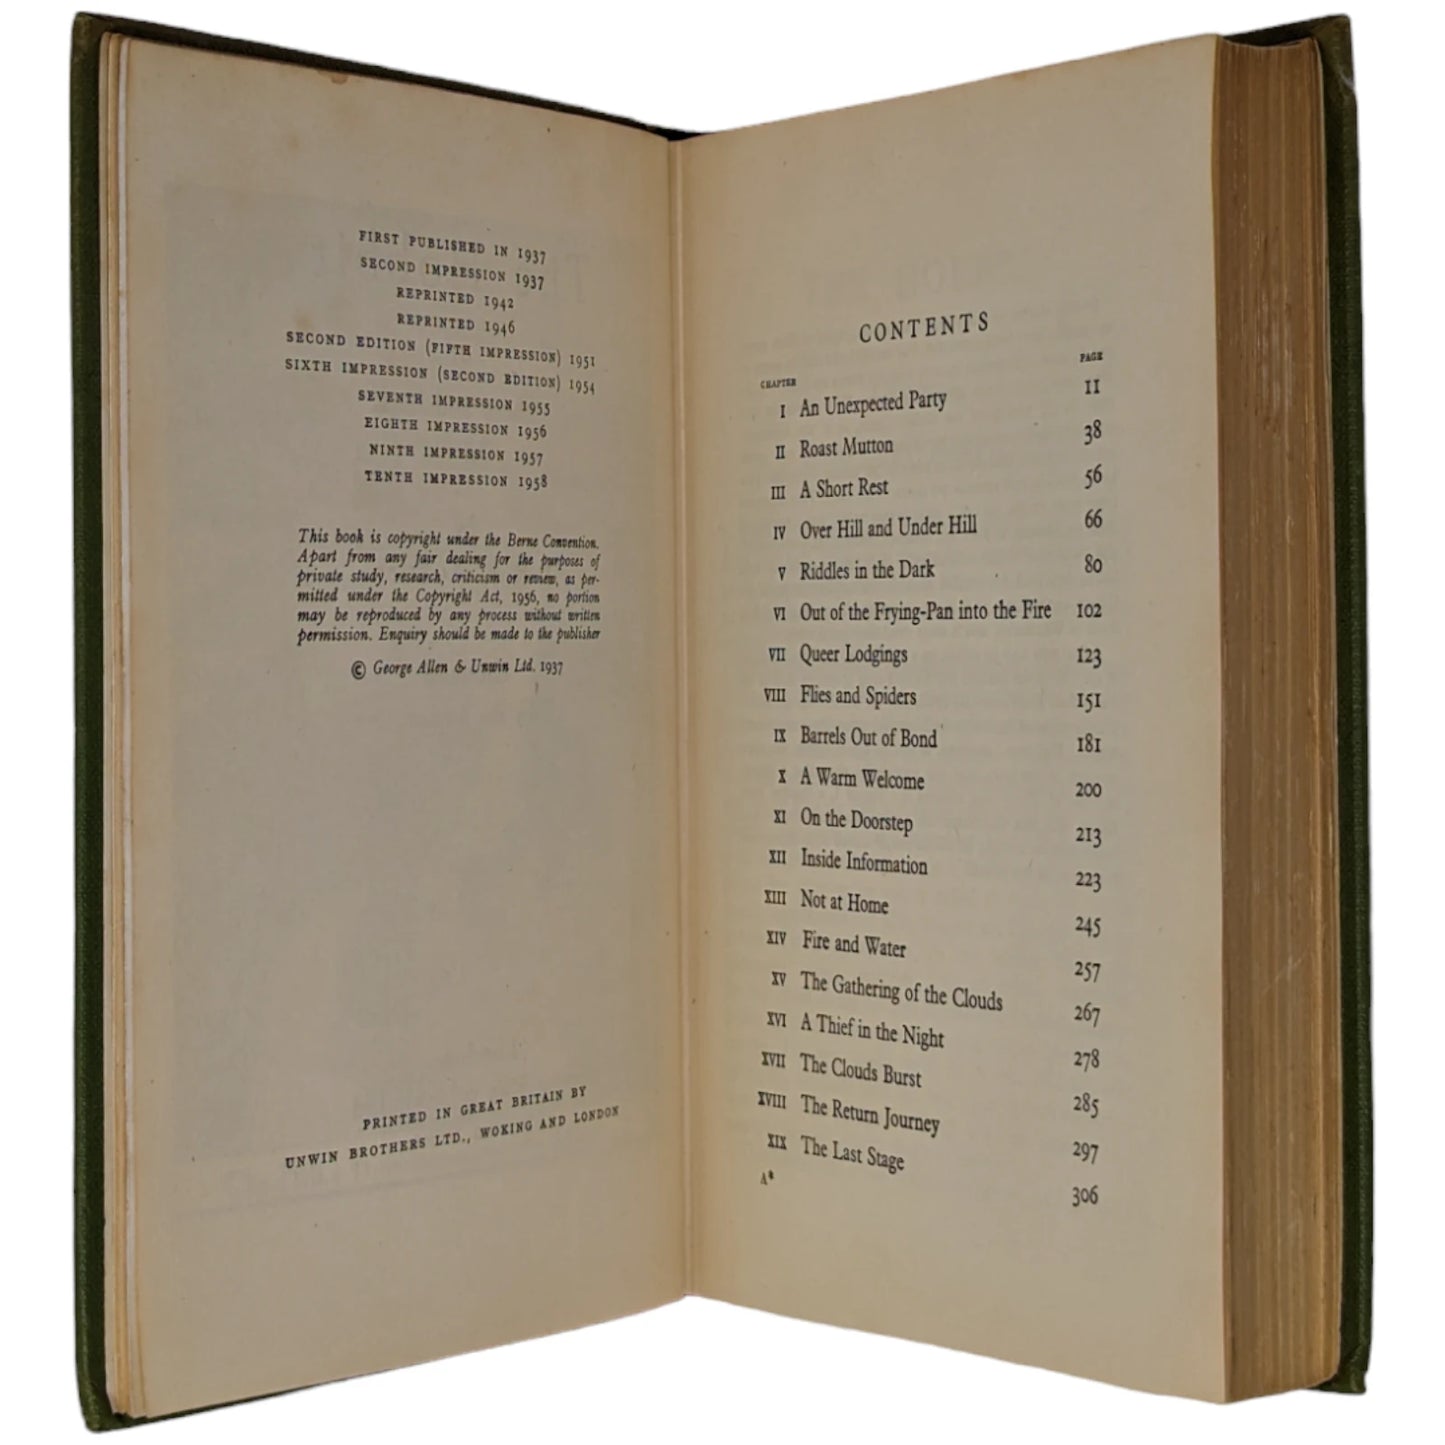 FIRST PUBLISHED IN 1937
SECOND IMPRESSION 1937
REPRINTED 1942
REPRINTED 1946
SECOND EDITION (FIFTH IMPRESSION) 1951
SIXTH IMPRESSION (SECOND EDITION) 1954
SEVENTH IMPRESSION 1955
EIGHTH IMPRESSION 1956
NINTH IMPRESSION 1957
TENTH IMPRESSION 1958
This book is copyright under the Berne Convention.
Apart from any fair dealing for the purposes of
private study, research, criticism or review, as per-
mitted under the Copyright Act, 1956, no portion
may be reproduced by any process without written
permission. Enquiry should be made to the publisher
© George Allen & Unwin Ltd. 1937
PRINTED IN GREAT BRITAIN BY
UNWIN BROTHERS LTD., WOKING AND LONDON
CONTENTS
CHAPTER PAGE
I An Unexpected Party 11
II Roast Mutton 38
III A Short Rest 56
IV Over Hill and Under Hill 66
V Riddles in the Dark 80
VI Out of the Frying-Pan into the Fire 102
VII Queer Lodgings 123
VIII Flies and Spiders 151
IX Barrels Out of Bond 181
X A Warm Welcome 200
XI On the Doorstep 213
XII Inside Information 223
XIII Not at Home 245
XIV Fire and Water 257
XV The Gathering of the Clouds 267
XVI A Thief in the Night 278
XVII The Clouds Burst 285
XVIII The Return Journey 297
XIX The Last Stage 306
A*